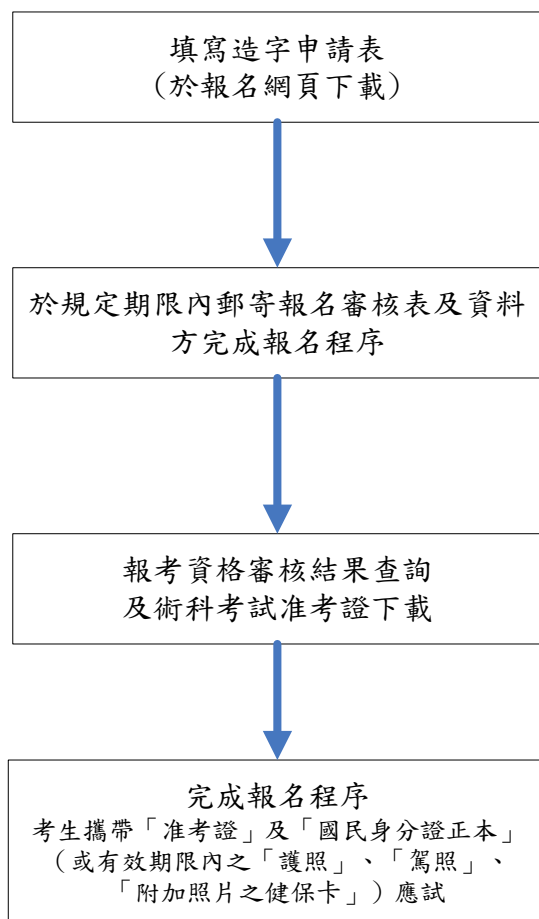 填寫造字申請表
（於報名網頁下載）
於規定期限內郵寄報名審核表及資料
方完成報名程序
報考資格審核結果查詢
及術科考試准考證下載
完成報名程序
考生攜帶「准考證」及「國民身分證正本」
（或有效期限內之「護照」、「駕照」、
「附加照片之健保卡」）應試